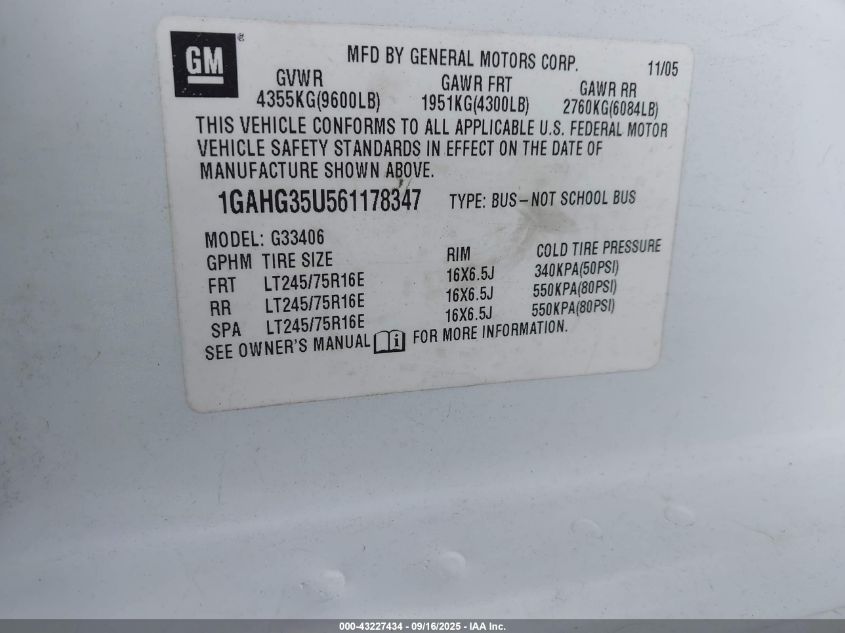 GM
MFD BY GENERAL MOTORS CORP. 11/05
GVWR GAWR FRT GAWR RR
4355KG(9600LB) 1951KG(4300LB) 2760KG(6084LB)
THIS VEHICLE CONFORMS TO ALL APPLICABLE U.S. FEDERAL MOTOR
VEHICLE SAFETY STANDARDS IN EFFECT ON THE DATE OF
MANUFACTURE SHOWN ABOVE.
1GAHG35U561178347 TYPE: BUS-NOT SCHOOL BUS
MODEL: G33406
GPHM TIRE SIZE RIM COLD TIRE PRESSURE
FRT LT245/75R16E 16X6.5J 340KPA(50PSI)
RR LT245/75R16E 16X6.5J 550KPA(80PSI)
SPA LT245/75R16E 16X6.5J 550KPA(80PSI)
SEE OWNER'S MANUAL i FOR MORE INFORMATION.
000-43227434 - 09/16/2025 - IAA Inc.